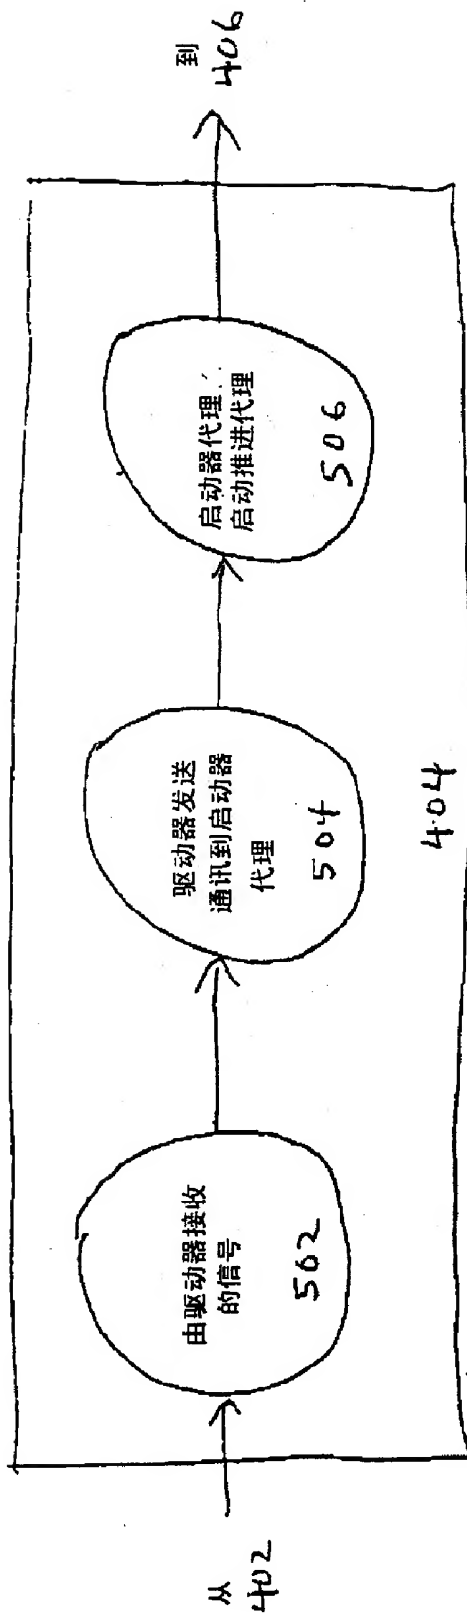 从
402
由驱动器接收
的信号
502
驱动器发送
通讯到启动器
代理
504
启动器代理
启动推进代理
506
404
到
406